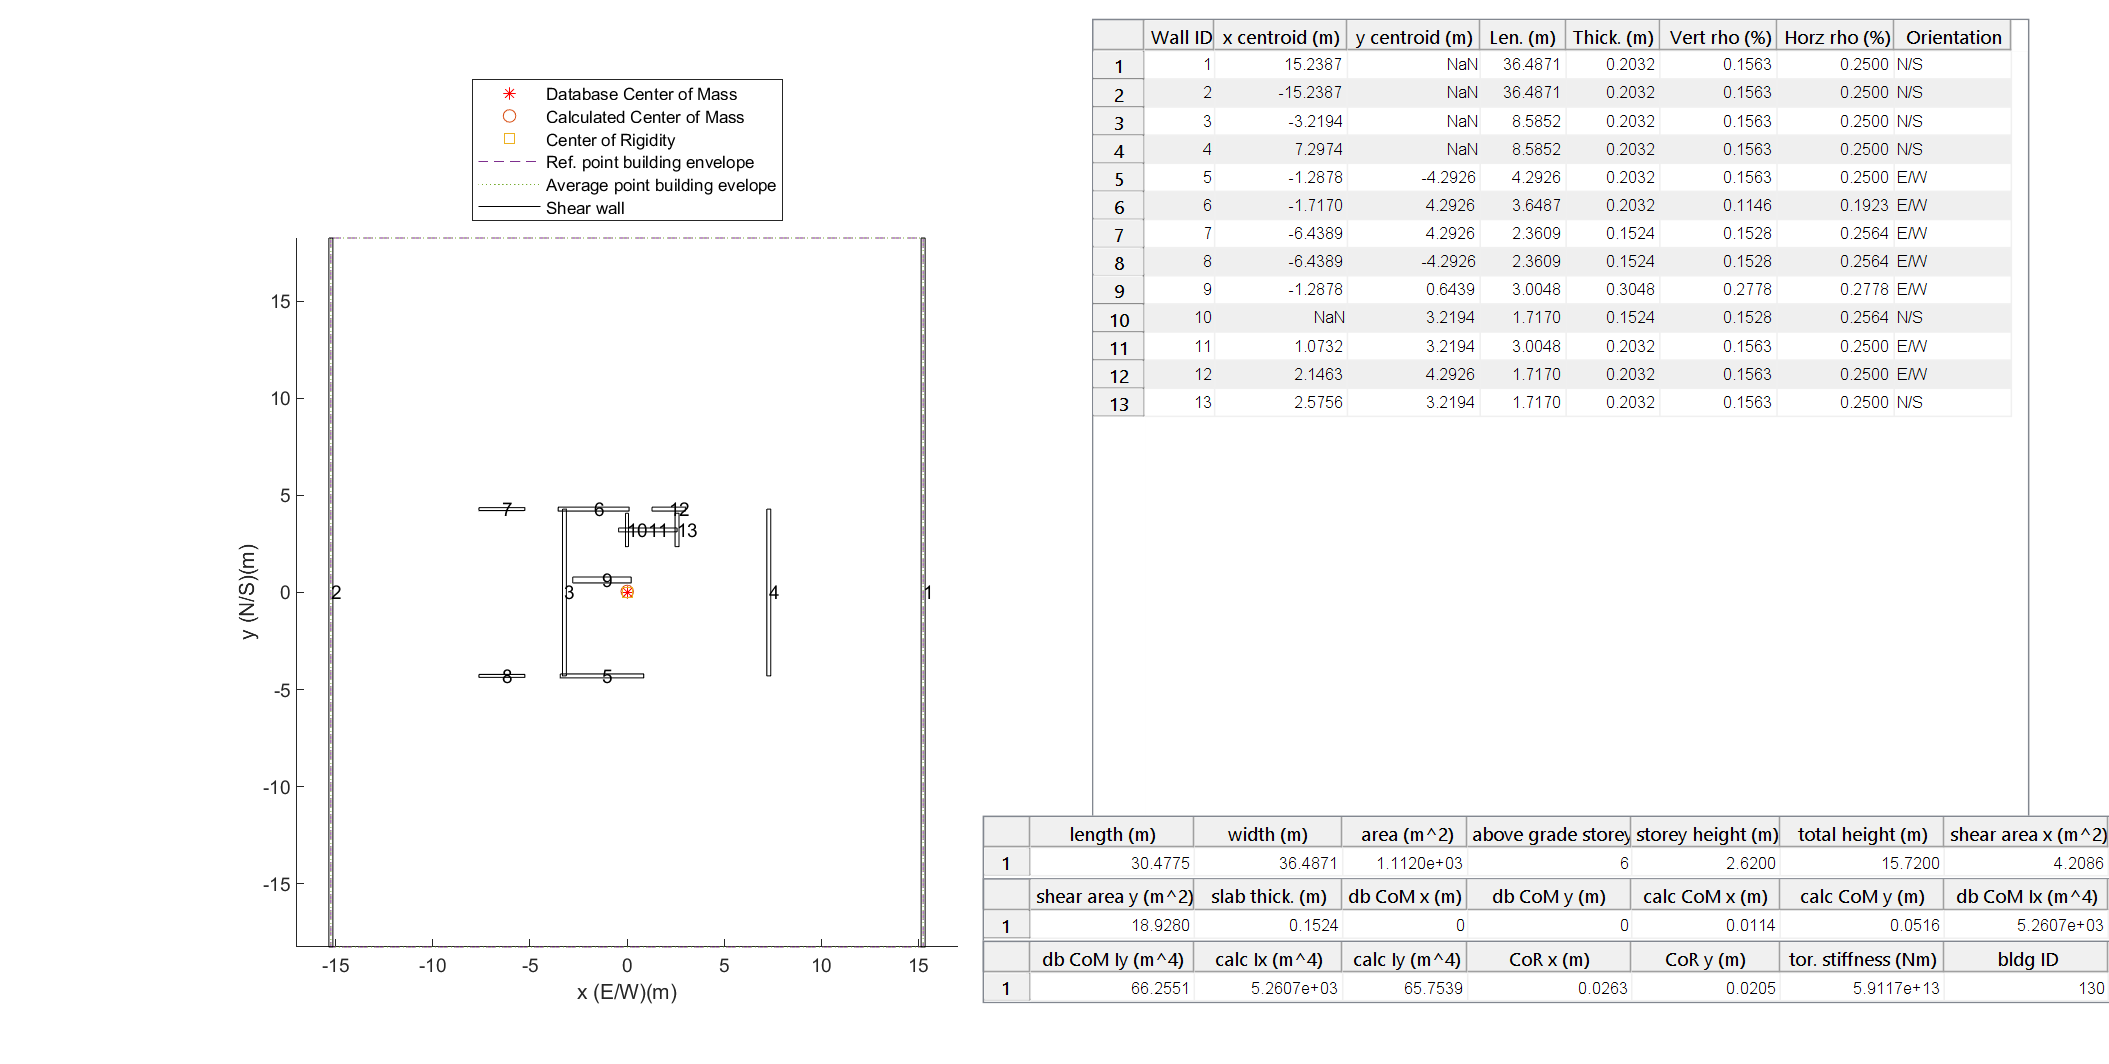 Database Center of Mass
Calculated Center of Mass
Center of Rigidity
Ref. point building envelope
Average point building evelope
Shear wall
15
10
5
0
-5
-10
-15
y (N/S)(m)
7
6
12
10
11
13
9
2
3
4
1
8
5
-15
-10
-5
0
5
10
15
x (E/W)(m)
Wall ID x centroid (m) y centroid (m) Len. (m) Thick. (m) Vert rho (%) Horz rho (%) Orientation
1 1 15.2387 NaN 36.4871 0.2032 0.1563 0.2500 N/S
2 2 -15.2387 NaN 36.4871 0.2032 0.1563 0.2500 N/S
3 3 -3.2194 NaN 8.5852 0.2032 0.1563 0.2500 N/S
4 4 7.2974 NaN 8.5852 0.2032 0.1563 0.2500 N/S
5 5 -1.2878 -4.2926 4.2926 0.2032 0.1563 0.2500 E/W
6 6 -1.7170 4.2926 3.6487 0.2032 0.1146 0.1923 E/W
7 7 -6.4389 4.2926 2.3609 0.1524 0.1528 0.2564 E/W
8 8 -6.4389 -4.2926 2.3609 0.1524 0.1528 0.2564 E/W
9 9 -1.2878 0.6439 3.0048 0.3048 0.2778 0.2778 E/W
10 10 NaN 3.2194 1.7170 0.1524 0.1528 0.2564 N/S
11 11 1.0732 3.2194 3.0048 0.2032 0.1563 0.2500 E/W
12 12 2.1463 4.2926 1.7170 0.2032 0.1563 0.2500 E/W
13 13 2.5756 3.2194 1.7170 0.2032 0.1563 0.2500 N/S
length (m) width (m) area (m^2) above grade storey storey height (m) total height (m) shear area x (m^2)
1 30.4775 36.4871 1.1120e+03 6 2.6200 15.7200 4.2086
shear area y (m^2) slab thick. (m) db CoM x (m) db CoM y (m) calc CoM x (m) calc CoM y (m) db CoM Ix (m^4)
1 18.9280 0.1524 0 0 0.0114 0.0516 5.2607e+03
db CoM Iy (m^4) calc Ix (m^4) calc Iy (m^4) CoR x (m) CoR y (m) tor. stiffness (Nm) bldg ID
1 66.2551 5.2607e+03 65.7539 0.0263 0.0205 5.9117e+13 130